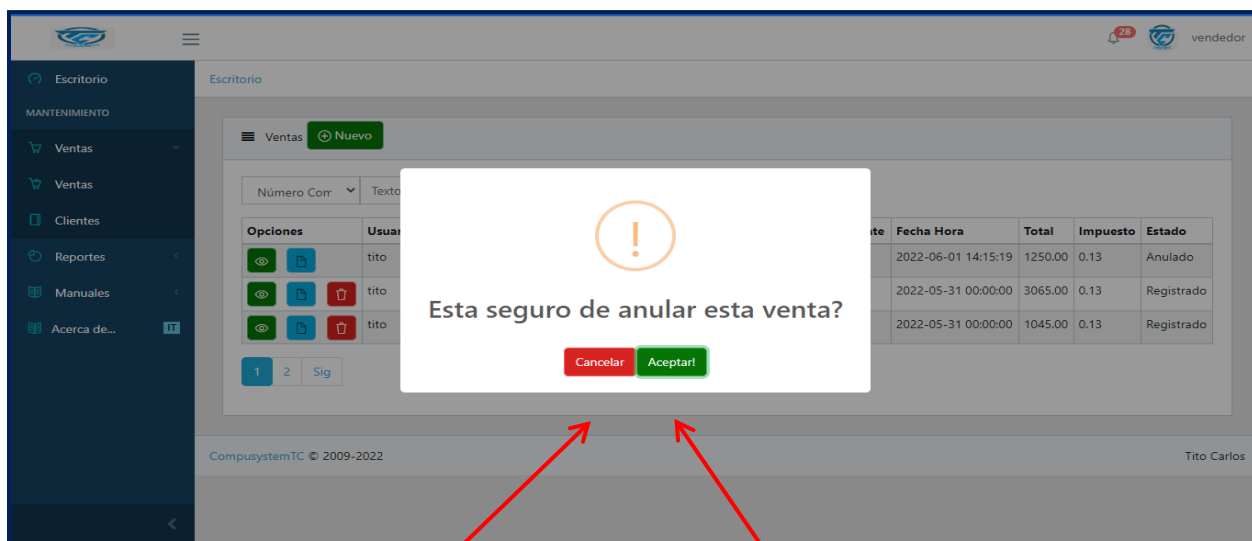 28
vendedor
Escritorio
Escritorio
MANTENIMIENTO
Ventas
Ventas
Nuevo
Ventas
Número Com
Texto
Clientes
Opciones
Fecha Hora Total Impuesto Estado
Reportes
tito
2022-06-01 14:15:19 1250.00 0.13 Anulado
Manuales
tito
2022-05-31 00:00:00 3065.00 0.13 Registrado
Acerca de... IT
tito
2022-05-31 00:00:00 1045.00 0.13 Registrado
!
Esta seguro de anular esta venta?
Cancelar Aceptar!
1 2 Sig
CompusystemTC © 2009-2022
Tito Carlos